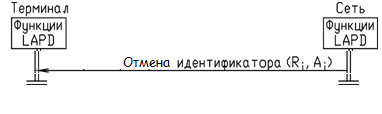 Терминал
Сеть
Функции
LAPD
Функции
LAPD
Отмена идентификатора (Ri, Ai)